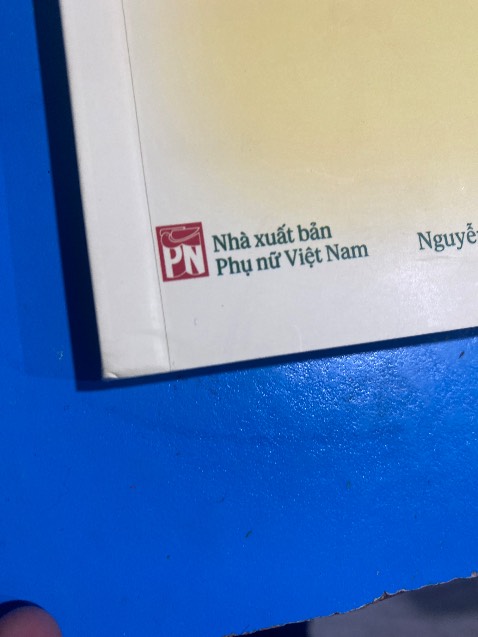 PN
Nhà xuất bản
Phụ nữ Việt Nam